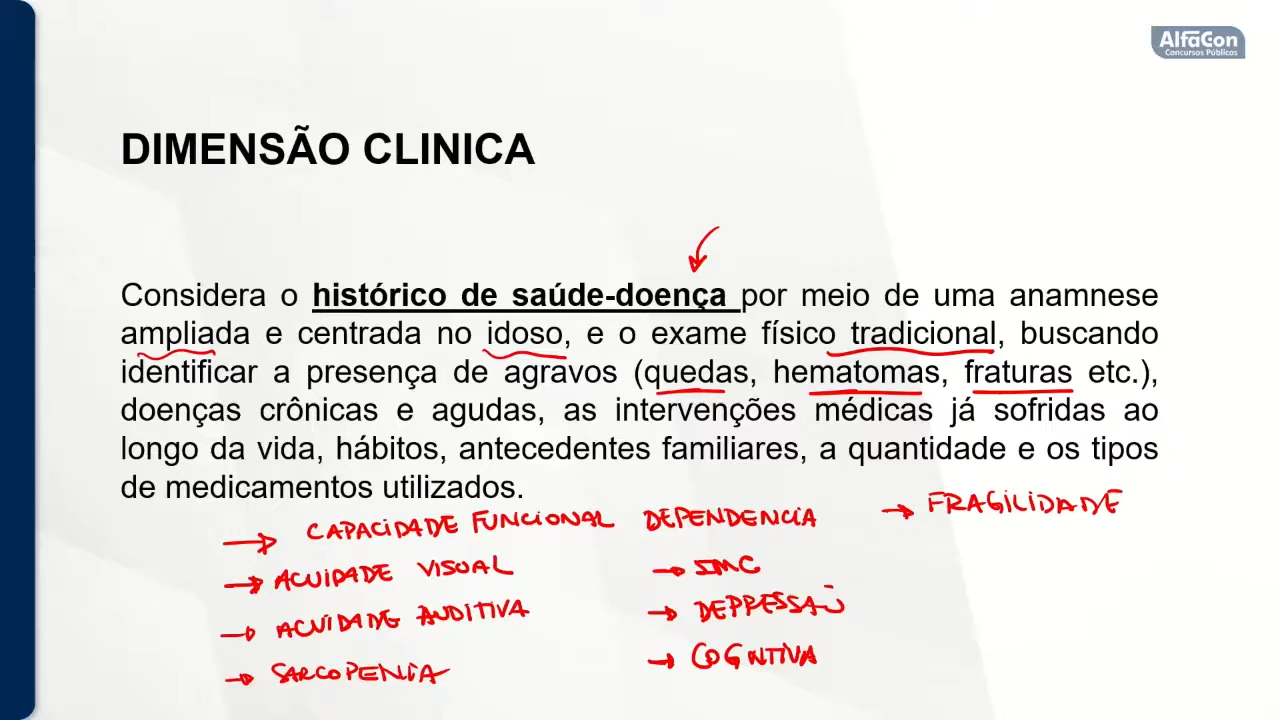 AlfaCon
Concursos Públicos
DIMENSÃO CLINICA
Considera o histórico de saúde-doença por meio de uma anamnese
ampliada e centrada no idoso, e o exame físico tradicional, buscando
identificar a presença de agravos (quedas, hematomas, fraturas etc.),
doenças crônicas e agudas, as intervenções médicas já sofridas ao
longo da vida, hábitos, antecedentes familiares, a quantidade e os tipos
de medicamentos utilizados.
→ CAPACIDADE FUNCIONAL DEPENDENCIA → FRAGILIDADE
→ ACUIDADE VISUAL → IMC
→ ACUIDADE AUDITIVA → DEPRESSAO
→ SARCOPENIA → COGNTIVA